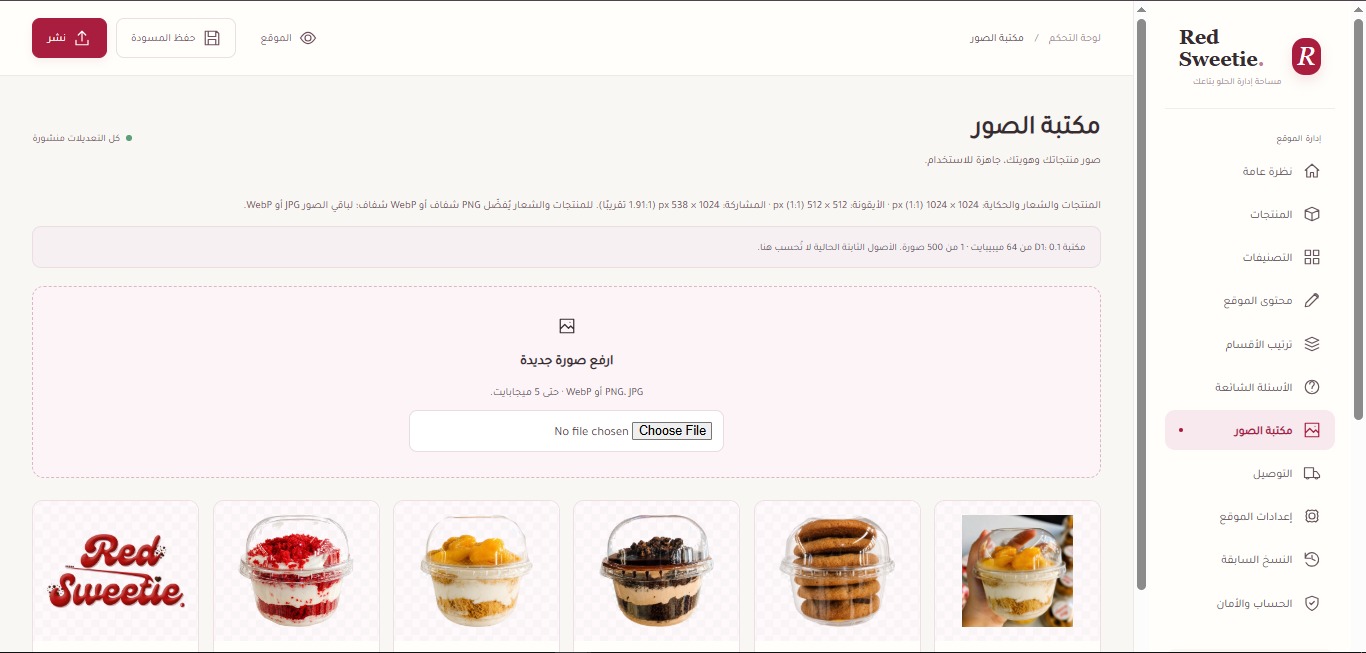 Red
Sweetie.
R
مساحة إدارة الحلو بتاعك
إدارة الموقع
نظرة عامة
المنتجات
التصنيفات
محتوى الموقع
ترتيب الأقسام
الأسئلة الشائعة
مكتبة الصور
التوصيل
إعدادات الموقع
النسخ السابقة
الحساب والأمان
لوحة التحكم / مكتبة الصور
الموقع
حفظ المسودة
نشر
مكتبة الصور
كل التعديلات منشورة
صور منتجاتك وهويتك، جاهزة للاستخدام.
المنتجات والشعار والحكاية: 1024 × 1024 px (1:1) · الأيقونة: 512 × 512 px (1:1) · المشاركة: 1024 × 538 px (1.91:1 تقريبًا). للمنتجات والشعار يُفضّل PNG شفاف أو WebP شفاف؛ لباقي الصور JPG أو WebP.
مكتبة D1: 0.1 من 64 ميبيبايت · 1 من 500 صورة. الأصول الثابتة الحالية لا تُحسب هنا.
ارفع صورة جديدة
PNG، JPG أو WebP · حتى 5 ميجابايت.
Choose File No file chosen
Red
Sweetie.